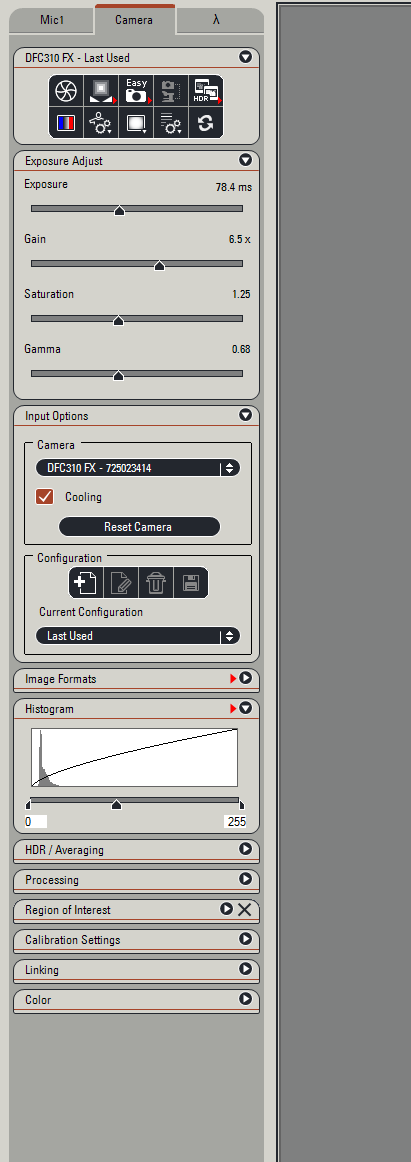 Mic1 Camera λ
DFC310 FX - Last Used
Easy
HDR
Exposure Adjust
Exposure 78.4 ms
Gain 6.5 x
Saturation 1.25
Gamma 0.68
Input Options
Camera
DFC310 FX - 725023414
Cooling
Reset Camera
Configuration
Current Configuration
Last Used
Image Formats
Histogram
0 255
HDR / Averaging
Processing
Region of Interest
Calibration Settings
Linking
Color